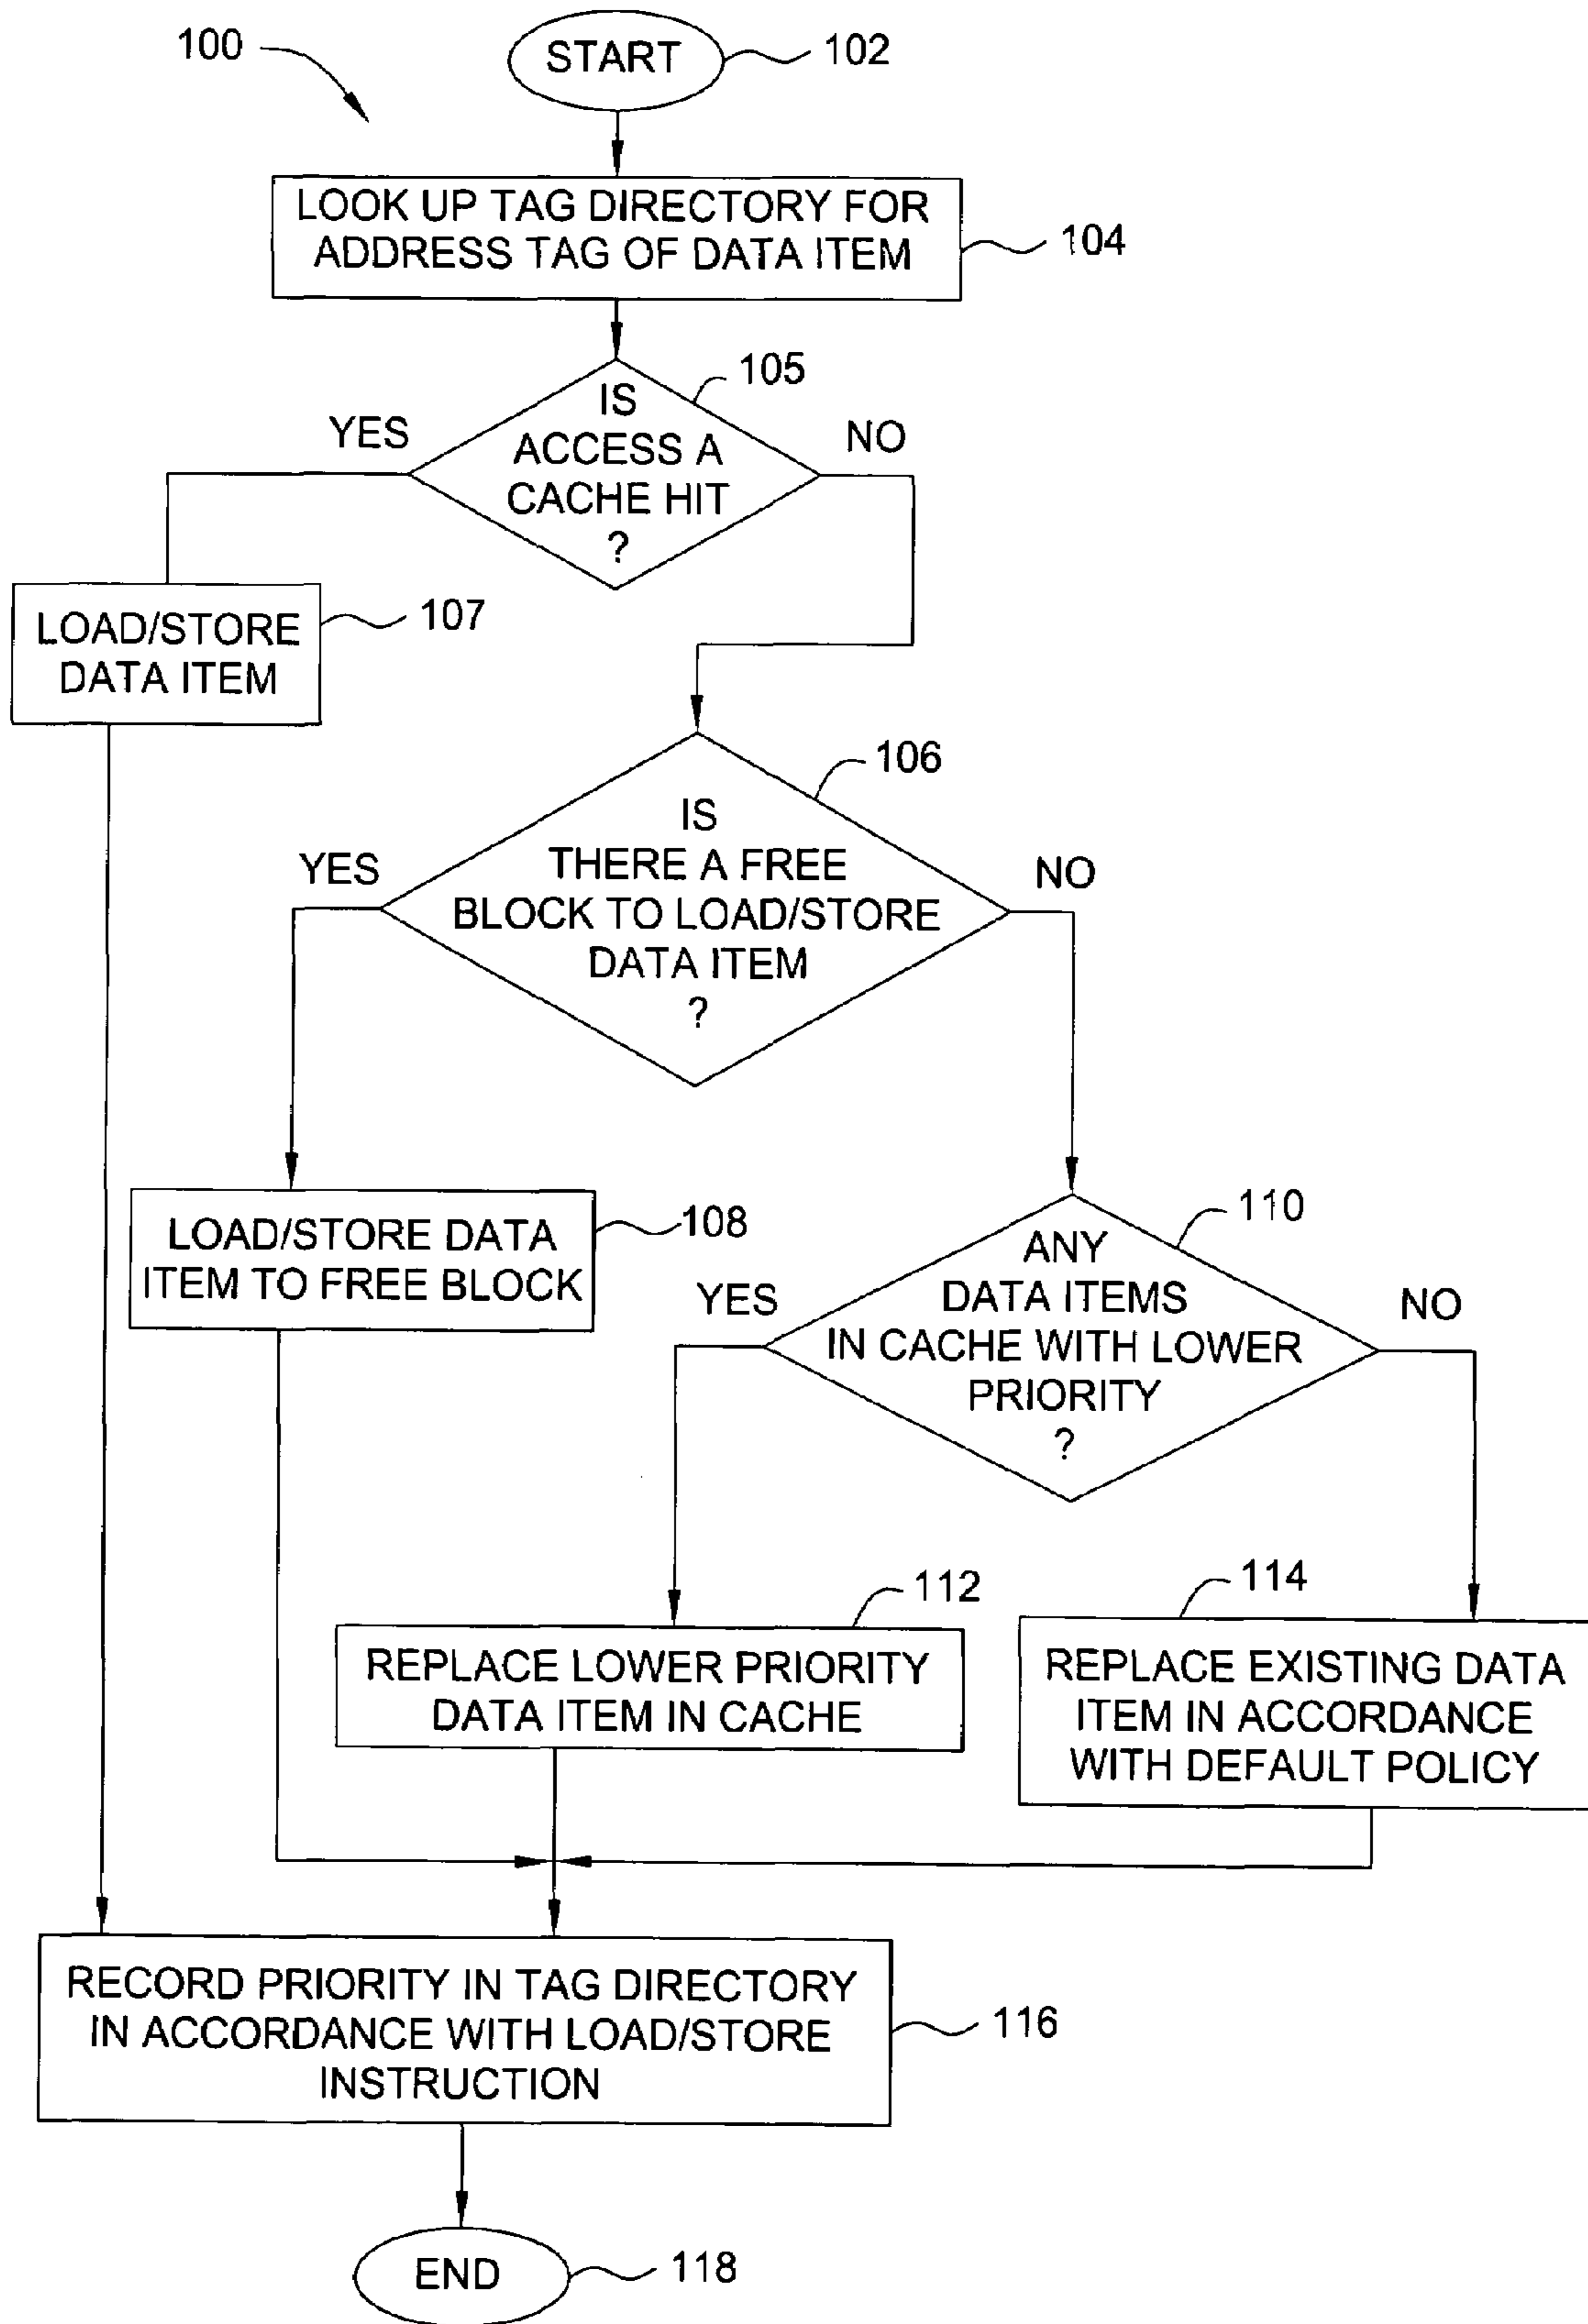 100
START
102
LOOK UP TAG DIRECTORY FOR
ADDRESS TAG OF DATA ITEM
104
105
IS
ACCESS A
CACHE HIT
?
YES
NO
LOAD/STORE
DATA ITEM
107
106
IS
THERE A FREE
BLOCK TO LOAD/STORE
DATA ITEM
?
YES
NO
LOAD/STORE DATA
ITEM TO FREE BLOCK
108
110
ANY
DATA ITEMS
IN CACHE WITH LOWER
PRIORITY
?
YES
NO
112
REPLACE LOWER PRIORITY
DATA ITEM IN CACHE
114
REPLACE EXISTING DATA
ITEM IN ACCORDANCE
WITH DEFAULT POLICY
RECORD PRIORITY IN TAG DIRECTORY
IN ACCORDANCE WITH LOAD/STORE
INSTRUCTION
116
END
118